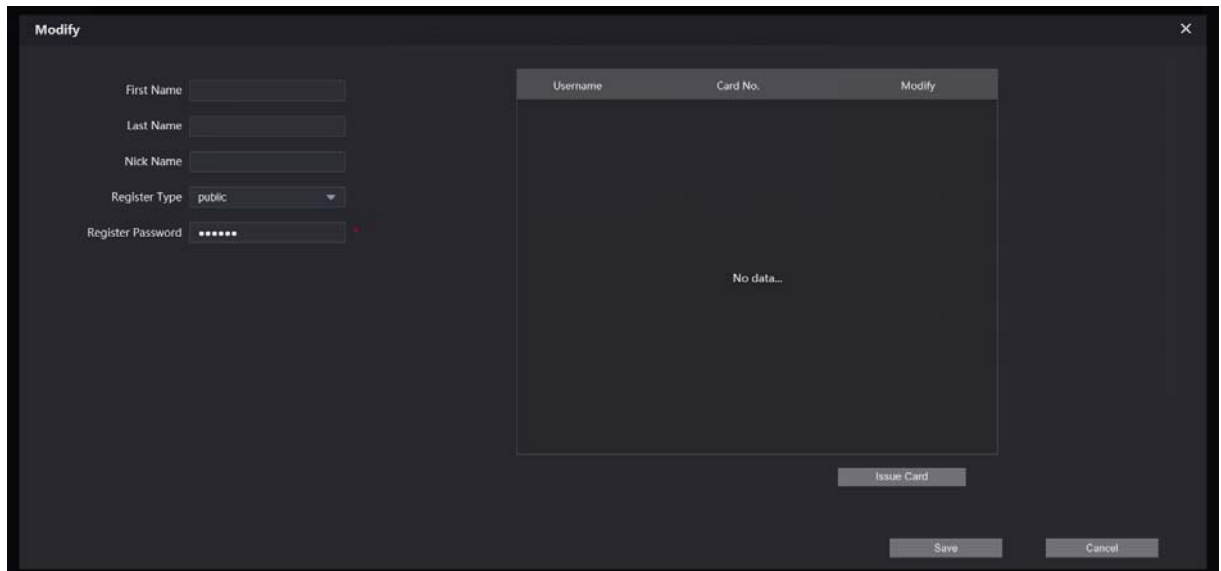 Modify
First Name
Last Name
Nick Name
Register Type public
Register Password •••••• *
Username Card No. Modify
No data...
Issue Card
Save Cancel